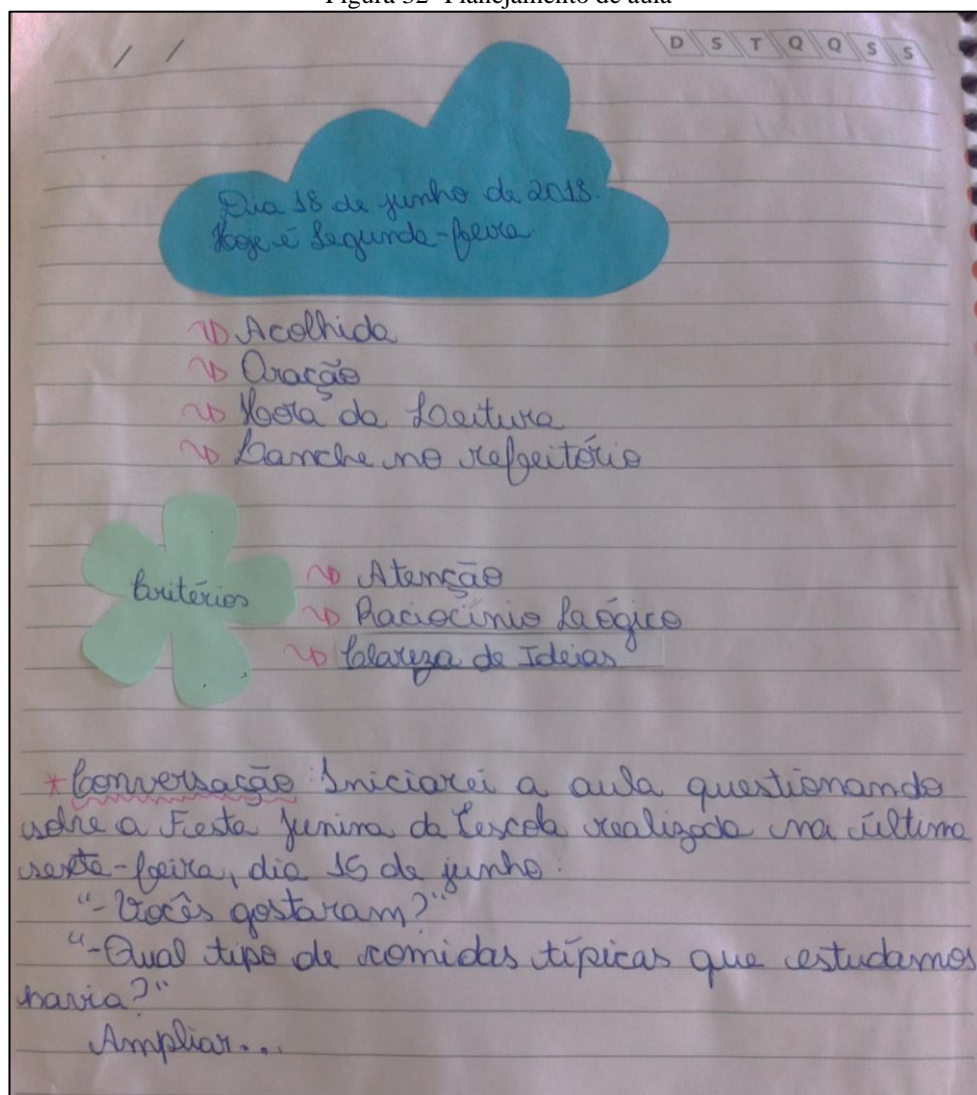 Figura 32- Planejamento de aula
/ /
D S T Q Q S S
Dia 18 de junho de 2018.
Hoje é Segunda-feira
Acolhida
Oração
Hora da Leitura
Lanche no refeitório
Critérios
Atenção
Raciocínio Lógico
Clareza de Ideias
*Conversação: Iniciarei a aula questionando
sobre a Festa Junina da Escola realizada na última
sexta-feira, dia 15 de junho:
"-Vocês gostaram?"
"-Qual tipo de comidas típicas que estudamos
havia?"
Ampliar...